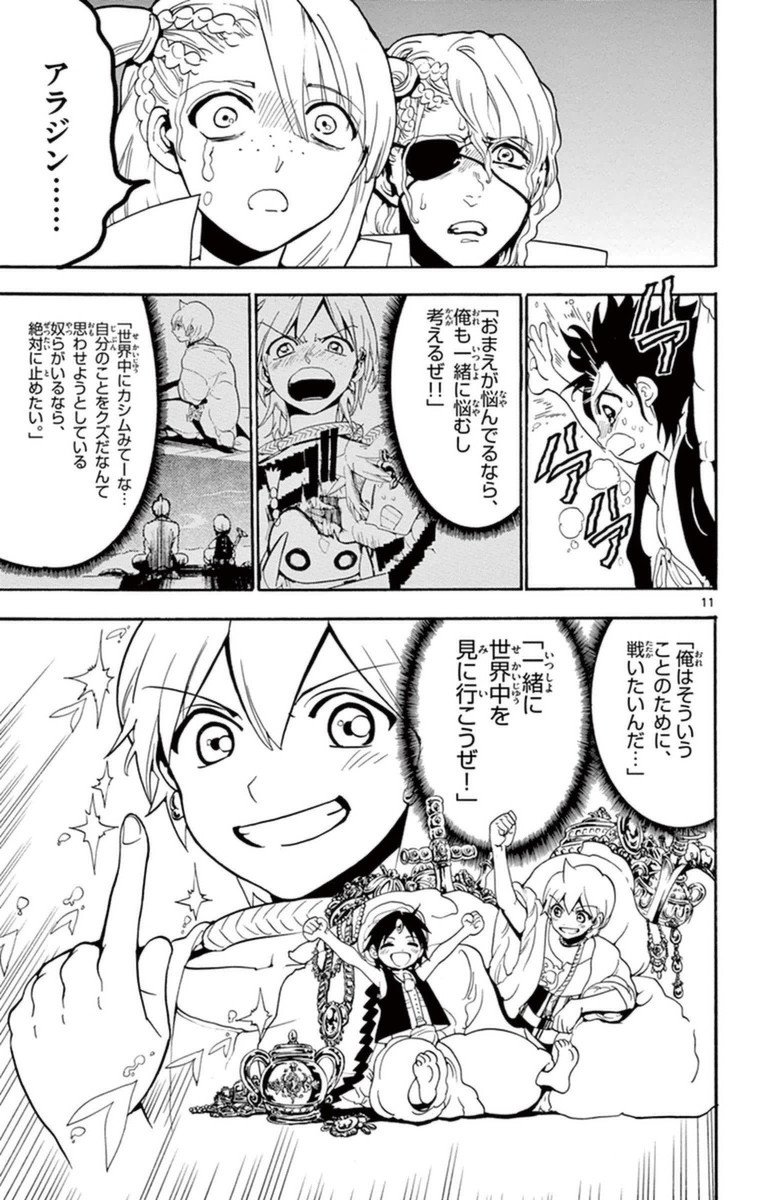 アラジン……
ハア
ハア
ハア
「おまえが悩んでるなら、
俺も一緒に悩むし
考えるぜ!!」
「世界中にカシムみてーな…
自分のことをクズだなんて
思わせようとしている
奴らがいるなら、
絶対に止めたい。
11
「俺はそういう
ことのために、
戦いたいんだ…」
「一緒に
世界中を
見に行こうぜ!」